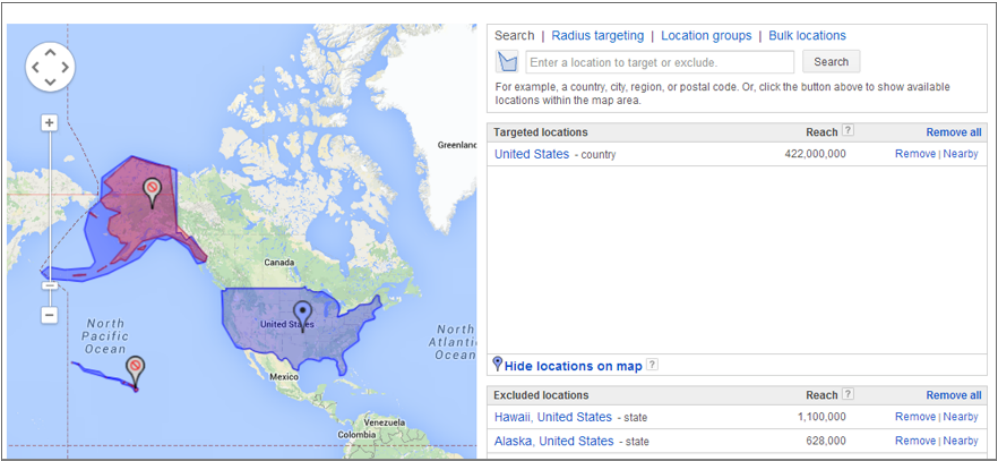 Search | Radius targeting | Location groups | Bulk locations
Enter a location to target or exclude. Search
For example, a country, city, region, or postal code. Or, click the button above to show available
locations within the map area.
Targeted locations Reach ? Remove all
United States - country 422,000,000 Remove | Nearby
Hide locations on map ?
Excluded locations Reach ? Remove all
Hawaii, United States - state 1,100,000 Remove | Nearby
Alaska, United States - state 628,000 Remove | Nearby
Greenland
Canada
United States
North
Pacific
Ocean
North
Atlanti
Ocean
Mexico
Venezuela
Colombia